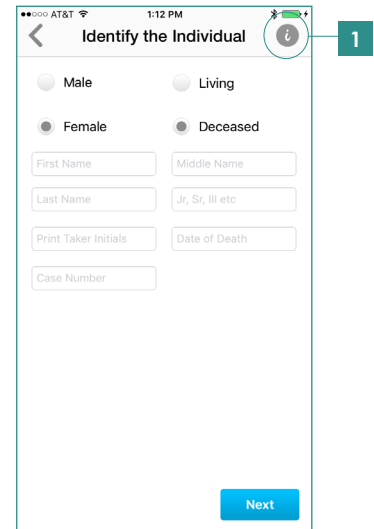 AT&T 1:12 PM
Identify the Individual i 1
Male Living
Female Deceased
First Name Middle Name
Last Name Jr, Sr, III etc
Print Taker Initials Date of Death
Case Number
Next